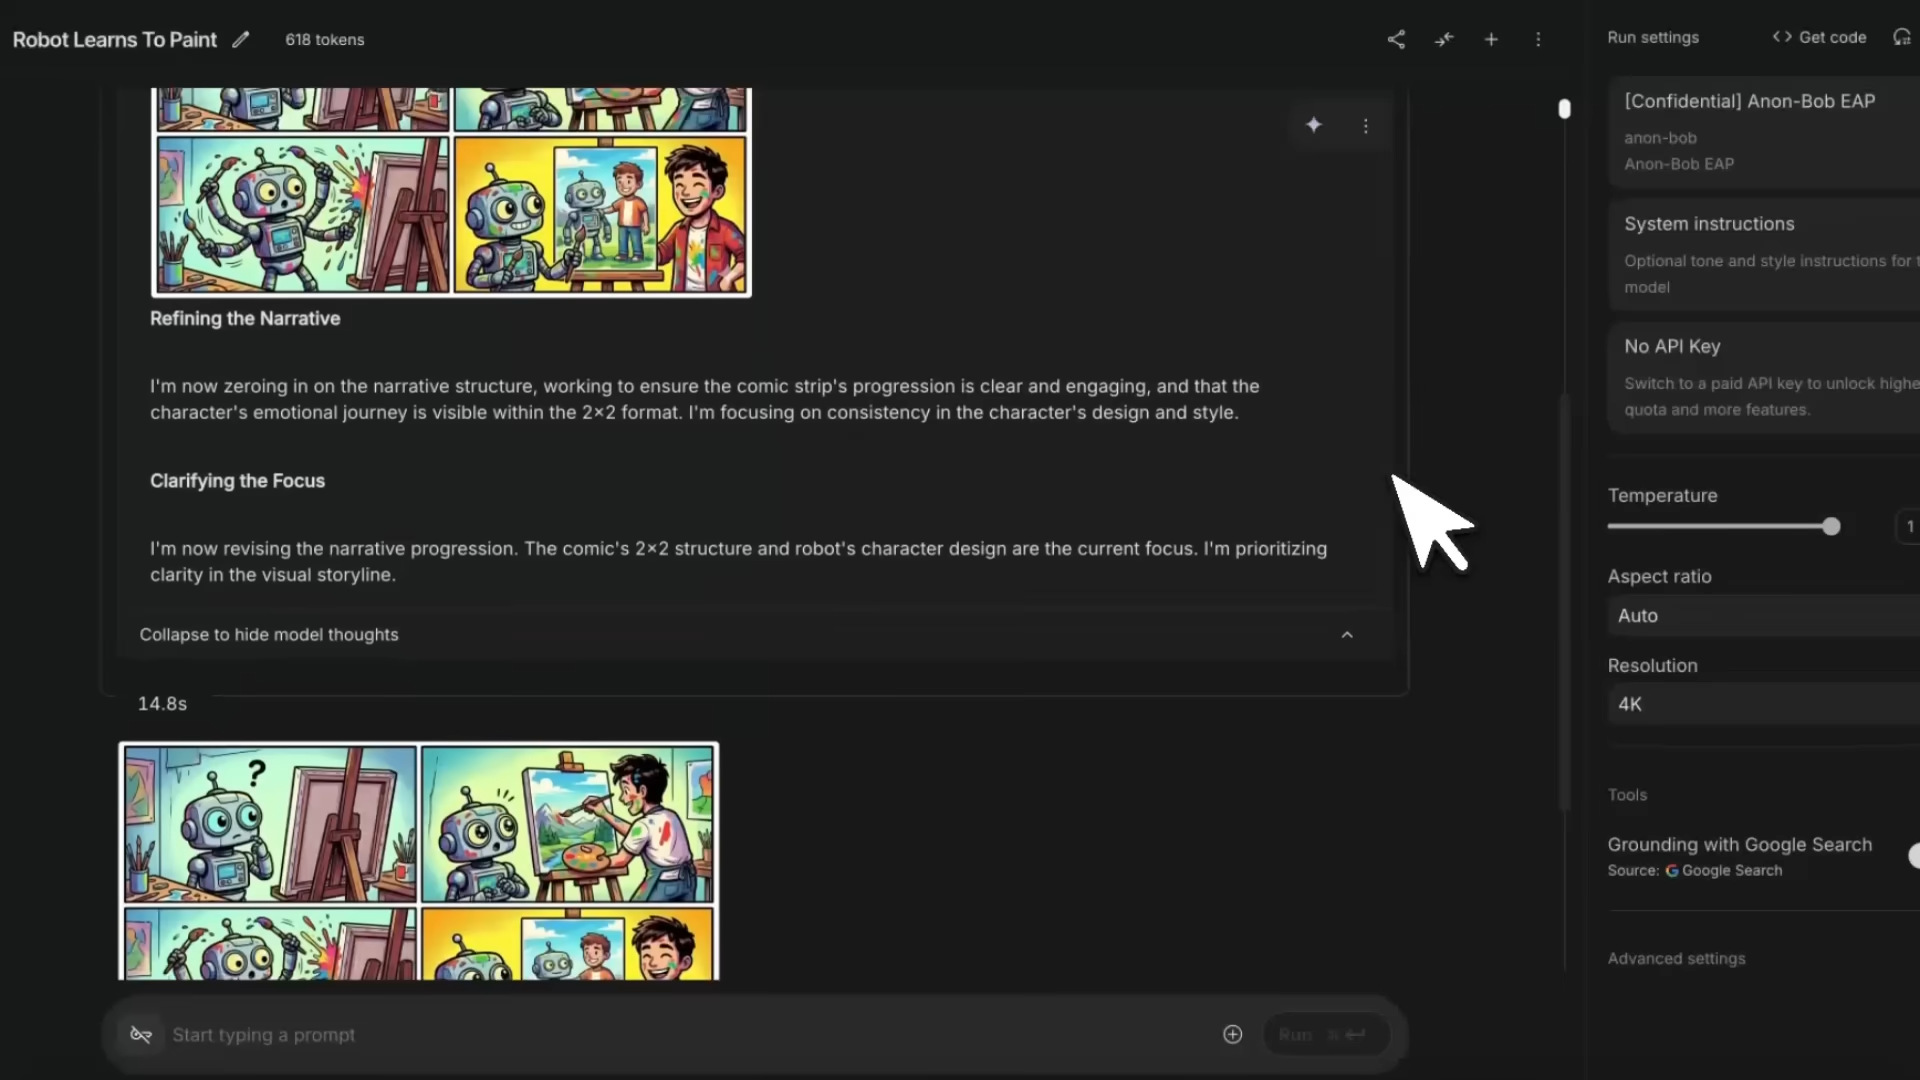 Robot Learns To Paint
618 tokens
Run settings
Get code
[Confidential] Anon-Bob EAP
anon-bob
Anon-Bob EAP
System instructions
Optional tone and style instructions for
model
No API Key
Switch to a paid API key to unlock
quota and more features.
Temperature
1
Aspect ratio
Auto
Resolution
4K
Tools
Grounding with Google Search
Source: G Google Search
Advanced settings
Refining the Narrative
I'm now zeroing in on the narrative structure, working to ensure the comic strip's progression is clear and engaging, and that the
character's emotional journey is visible within the 2×2 format. I'm focusing on consistency in the character's design and style.
Clarifying the Focus
I'm now revising the narrative progression. The comic's 2×2 structure and robot's character design are the current focus. I'm prioritizing
clarity in the visual storyline.
Collapse to hide model thoughts
14.8s
?
Start typing a prompt
Run ⌘ ↵